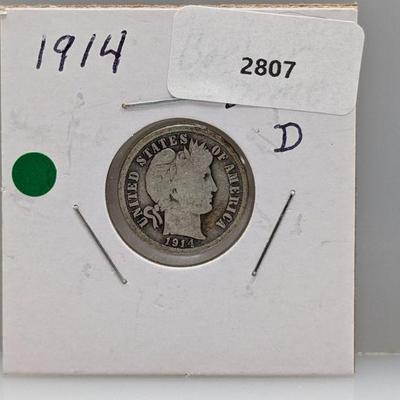 1914
2807
D
UNITED STATES OF AMERICA
1914